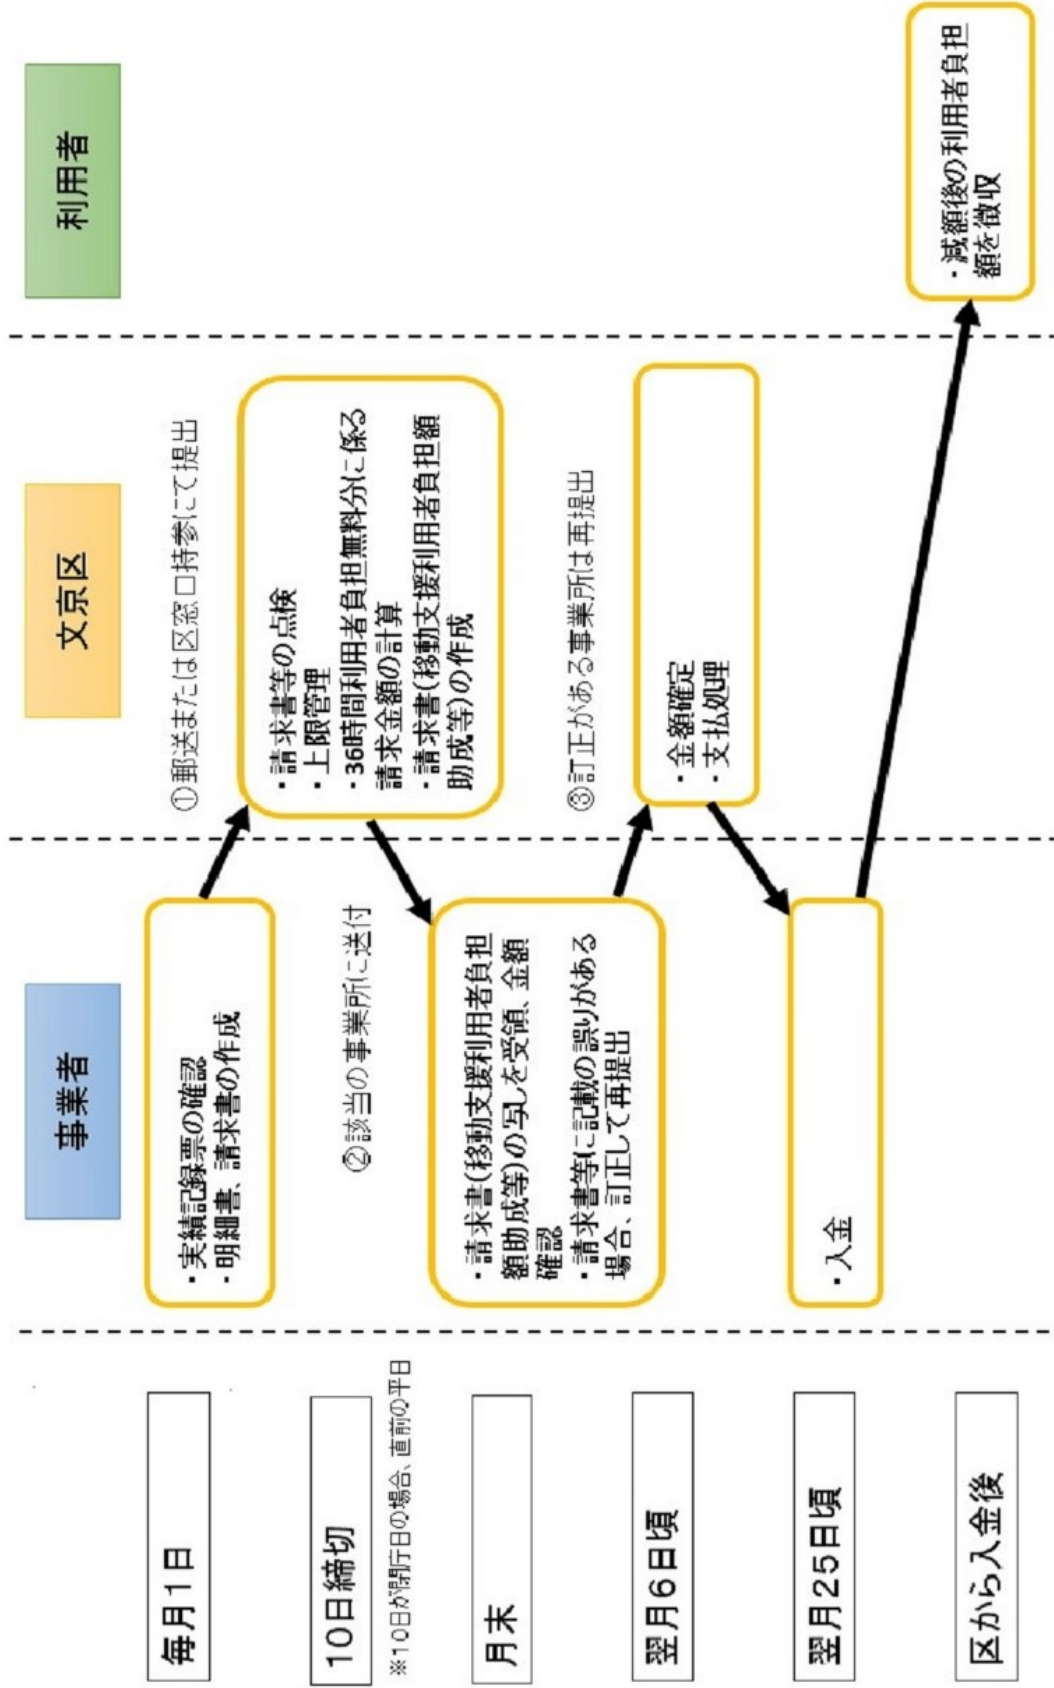 事業者
文京区
利用者
毎月1日
・実績記録票の確認
・明細書、請求書の作成
①郵送または区窓口持参にて提出
10日締切
※10日が閉庁日の場合、直前の平日
・請求書等の点検
・上限管理
・36時間利用者負担無料分に係る
請求金額の計算
・請求書(移動支援利用者負担額
助成等)の作成
②該当の事業所に送付
月末
・請求書(移動支援利用者負担
額助成等)の写しを受領、金額
確認
・請求書等に記載の誤りがある
場合、訂正して再提出
③訂正がある事業所は再提出
翌月6日頃
・金額確定
・支払処理
翌月25日頃
・入金
区から入金後
・減額後の利用者負担
額を徴収